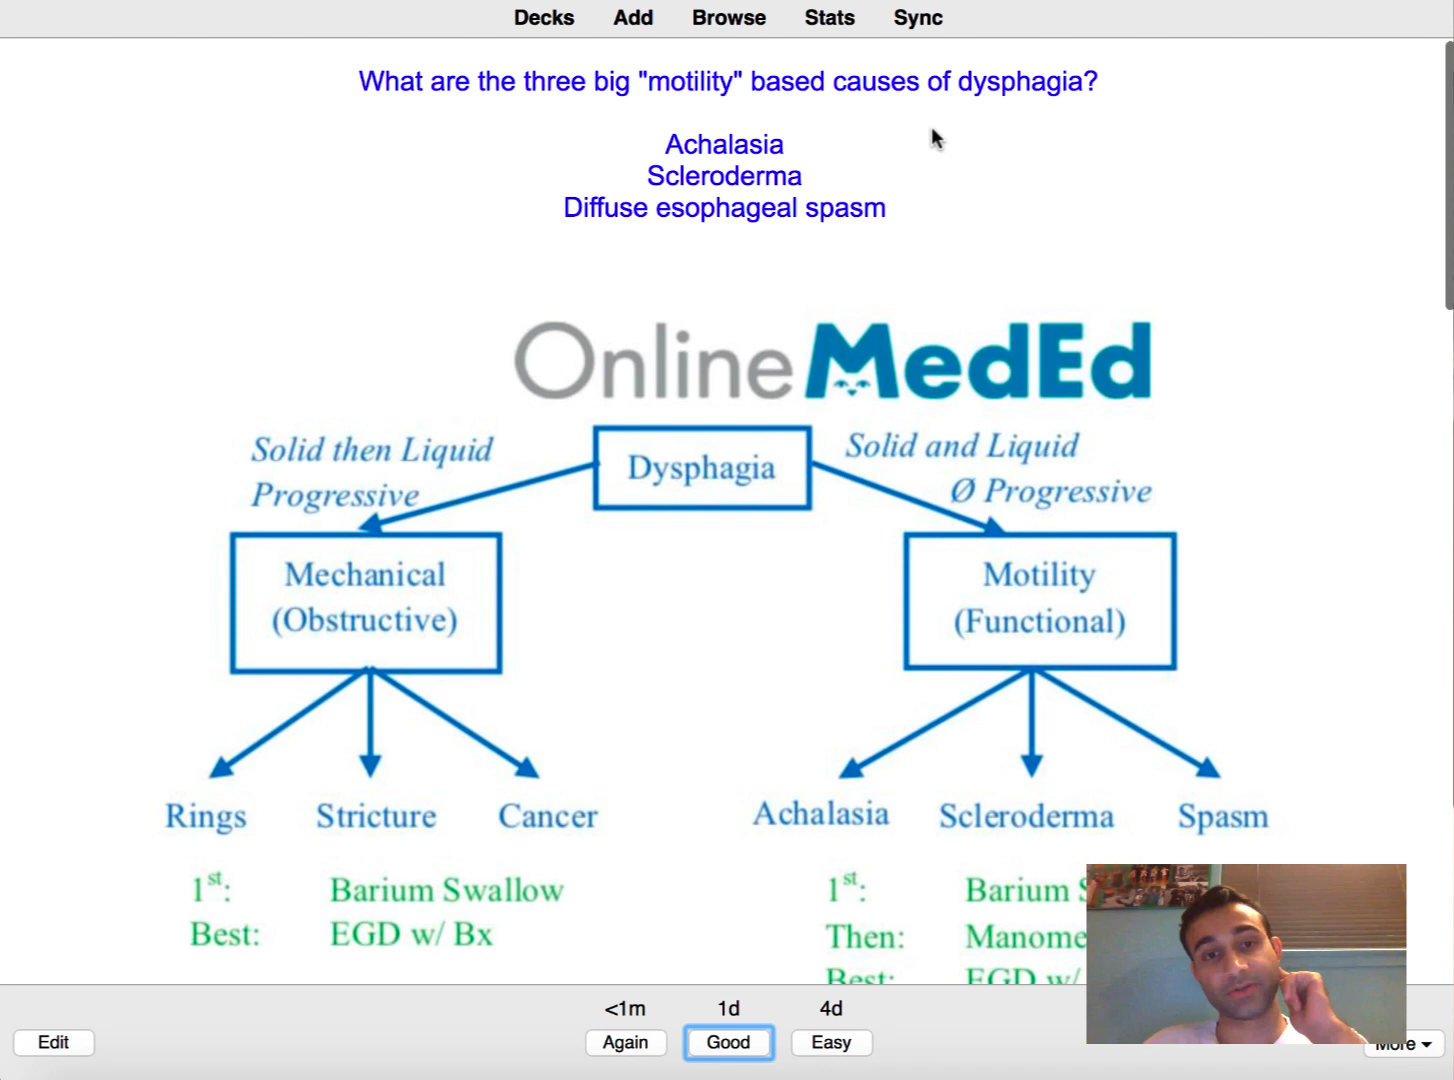 Decks Add Browse Stats Sync
What are the three big "motility" based causes of dysphagia?
Achalasia
Scleroderma
Diffuse esophageal spasm
OnlineMedEd
Solid then Liquid
Progressive
Dysphagia
Solid and Liquid
Ø Progressive
Mechanical
(Obstructive)
Motility
(Functional)
Rings Stricture Cancer
Achalasia Scleroderma Spasm
1st: Barium Swallow
Best: EGD w/ Bx
1st: Barium
Then: Manome
Best: EGD w/
<1m 1d 4d
Edit Again Good Easy More